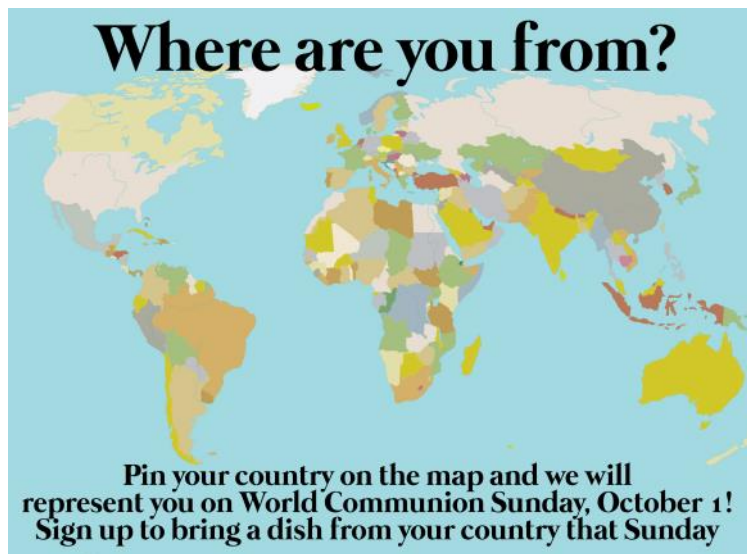 Where are you from?
Pin your country on the map and we will
represent you on World Communion Sunday, October 1!
Sign up to bring a dish from your country that Sunday